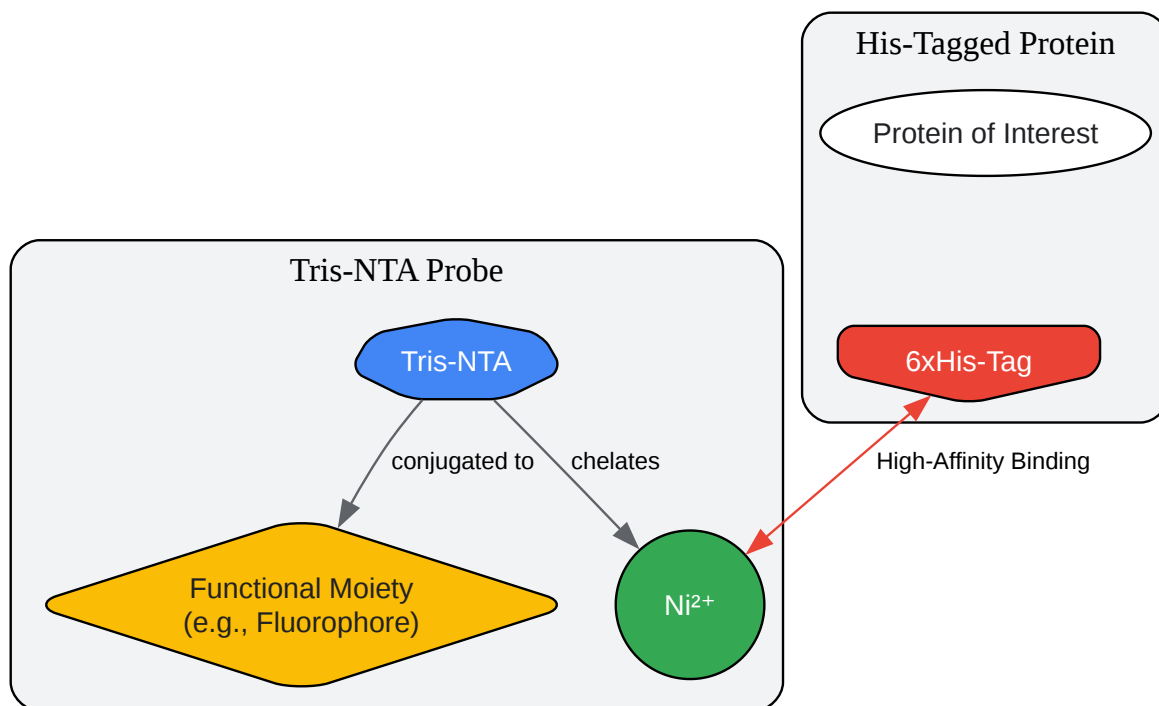 His-Tagged Protein
Protein of Interest
6xHis-Tag
High-Affinity Binding
Tris-NTA Probe
Tris-NTA
conjugated to
chelates
Functional Moiety
(e.g., Fluorophore)
Ni²⁺